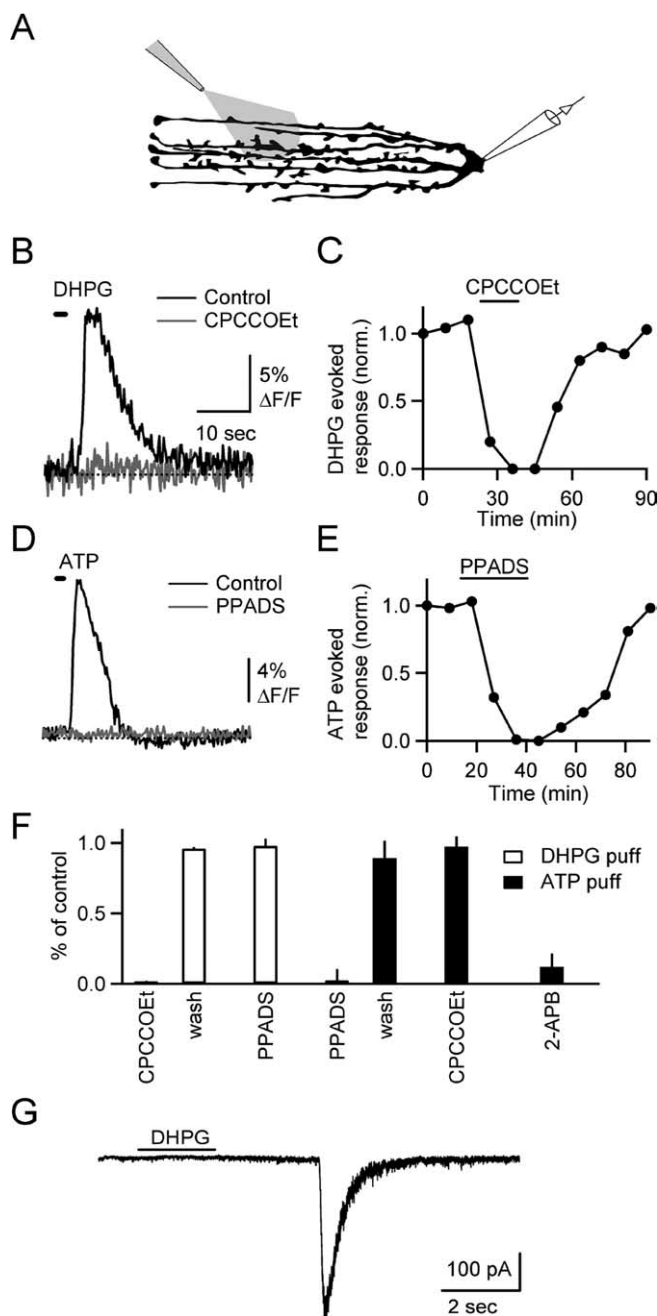 A
B
DHPG
Control
CPCCOEt
5%
ΔF/F
10 sec
C
CPCCOEt
DHPG evoked
response (norm.)
1.0
0.5
0.0
0
30
60
90
Time (min)
D
ATP
Control
PPADS
4%
ΔF/F
E
PPADS
ATP evoked
response (norm.)
1.0
0.5
0.0
0
20
40
60
80
Time (min)
F
% of control
1.0
0.5
0.0
DHPG puff
ATP puff
CPCCOEt
wash
PPADS
PPADS
wash
CPCCOEt
2-APB
G
DHPG
100 pA
2 sec